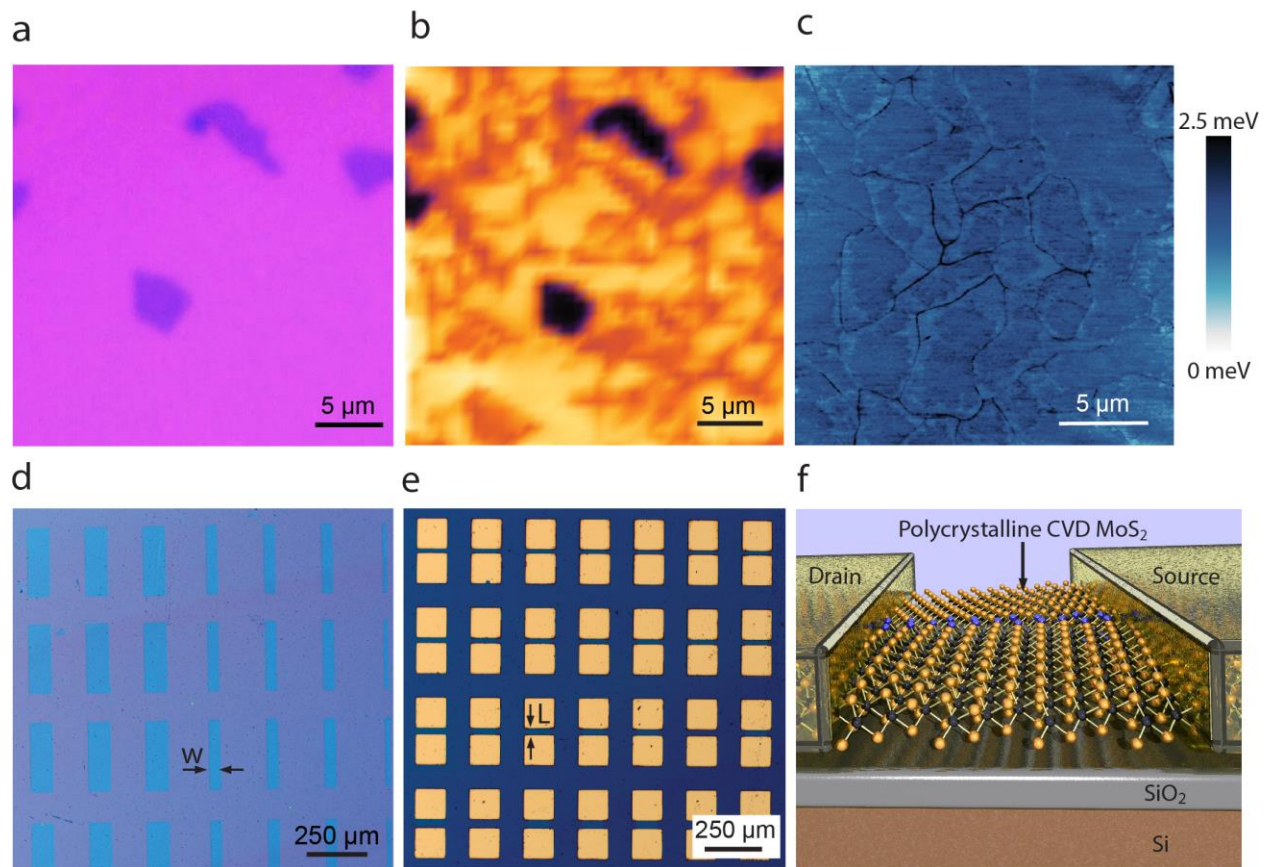 a
b
c
2.5 meV
0 meV
5 µm
5 µm
5 µm
d
e
f
W
250 µm
L
250 µm
Polycrystalline CVD MoS₂
Drain
Source
SiO₂
Si